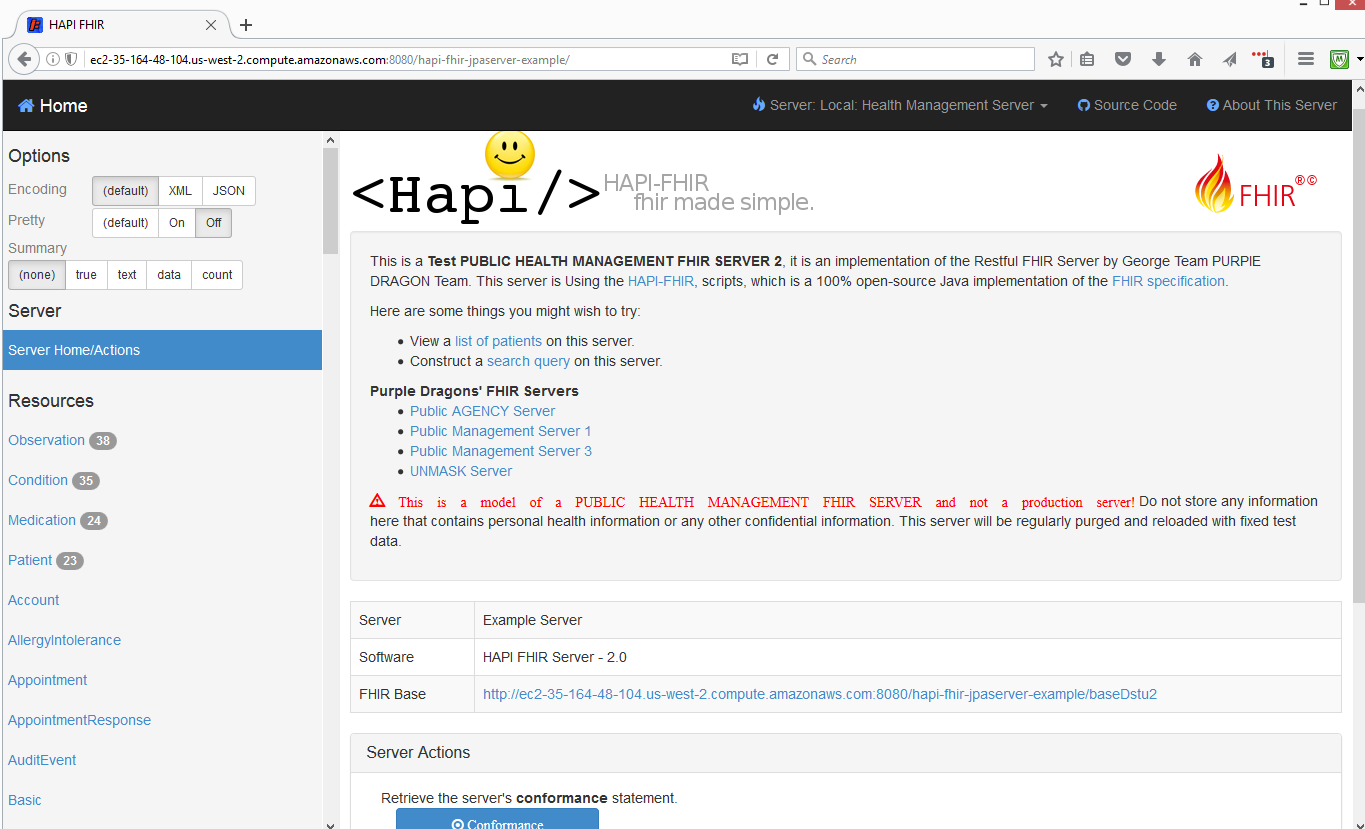 HAPI FHIR
ec2-35-164-48-104.us-west-2.compute.amazonaws.com:8080/hapi-fhir-jpaserver-example/
Search
3
Home
Server: Local: Health Management Server
Source Code
About This Server
Options
Encoding (default) XML JSON
Pretty (default) On Off
Summary
(none) true text data count
Server
Server Home/Actions
Resources
Observation 38
Condition 35
Medication 24
Patient 23
Account
AllergyIntolerance
Appointment
AppointmentResponse
AuditEvent
Basic
<Hapi/>
HAPI-FHIR
fhir made simple.
FHIR®©
This is a Test PUBLIC HEALTH MANAGEMENT FHIR SERVER 2, it is an implementation of the Restful FHIR Server by George Team PURPIE
DRAGON Team. This server is Using the HAPI-FHIR, scripts, which is a 100% open-source Java implementation of the FHIR specification.
Here are some things you might wish to try:
• View a list of patients on this server.
• Construct a search query on this server.
Purple Dragons' FHIR Servers
• Public AGENCY Server
• Public Management Server 1
• Public Management Server 3
• UNMASK Server
This is a model of a PUBLIC HEALTH MANAGEMENT FHIR SERVER and not a production server! Do not store any information
here that contains personal health information or any other confidential information. This server will be regularly purged and reloaded with fixed test
data.
Server Example Server
Software HAPI FHIR Server - 2.0
FHIR Base http://ec2-35-164-48-104.us-west-2.compute.amazonaws.com:8080/hapi-fhir-jpaserver-example/baseDstu2
Server Actions
Retrieve the server's conformance statement.
Conformance